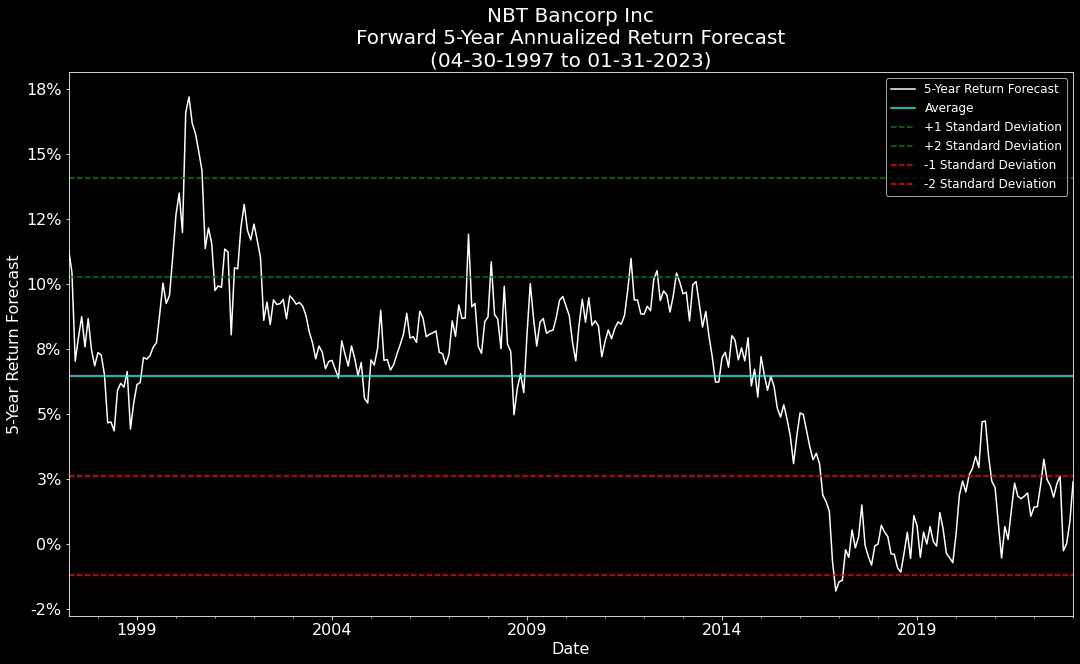 NBT Bancorp Inc
Forward 5-Year Annualized Return Forecast
(04-30-1997 to 01-31-2023)
5-Year Return Forecast
Average
+1 Standard Deviation
+2 Standard Deviation
-1 Standard Deviation
-2 Standard Deviation
18%
15%
12%
10%
8%
5%
3%
0%
-2%
5-Year Return Forecast
1999
2004
2009
2014
2019
Date